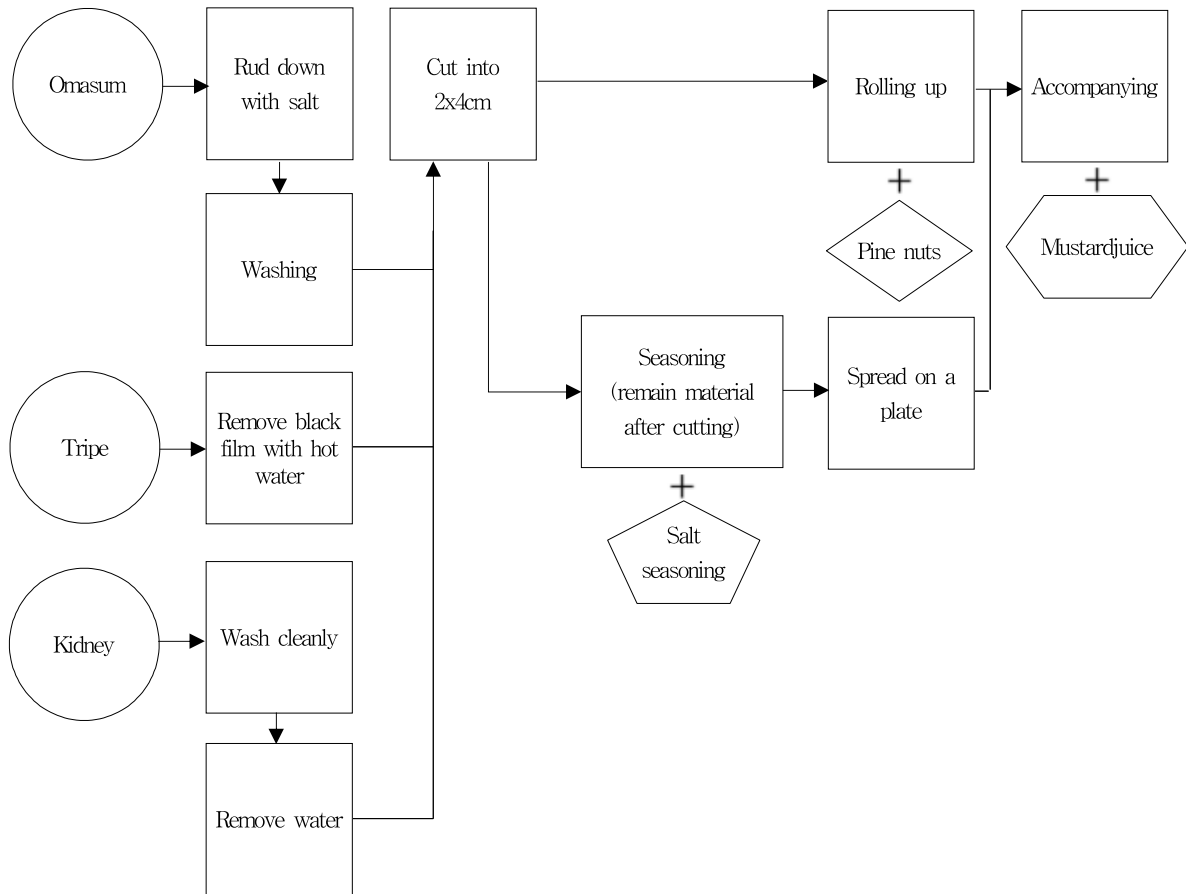 Omasum
Rud down
with salt
Cut into
2x4cm
Rolling up
Accompanying
Washing
Pine nuts
Mustardjuice
Seasoning
(remain material
after cutting)
Spread on a
plate
Tripe
Remove black
film with hot
water
Salt
seasoning
Kidney
Wash cleanly
Remove water